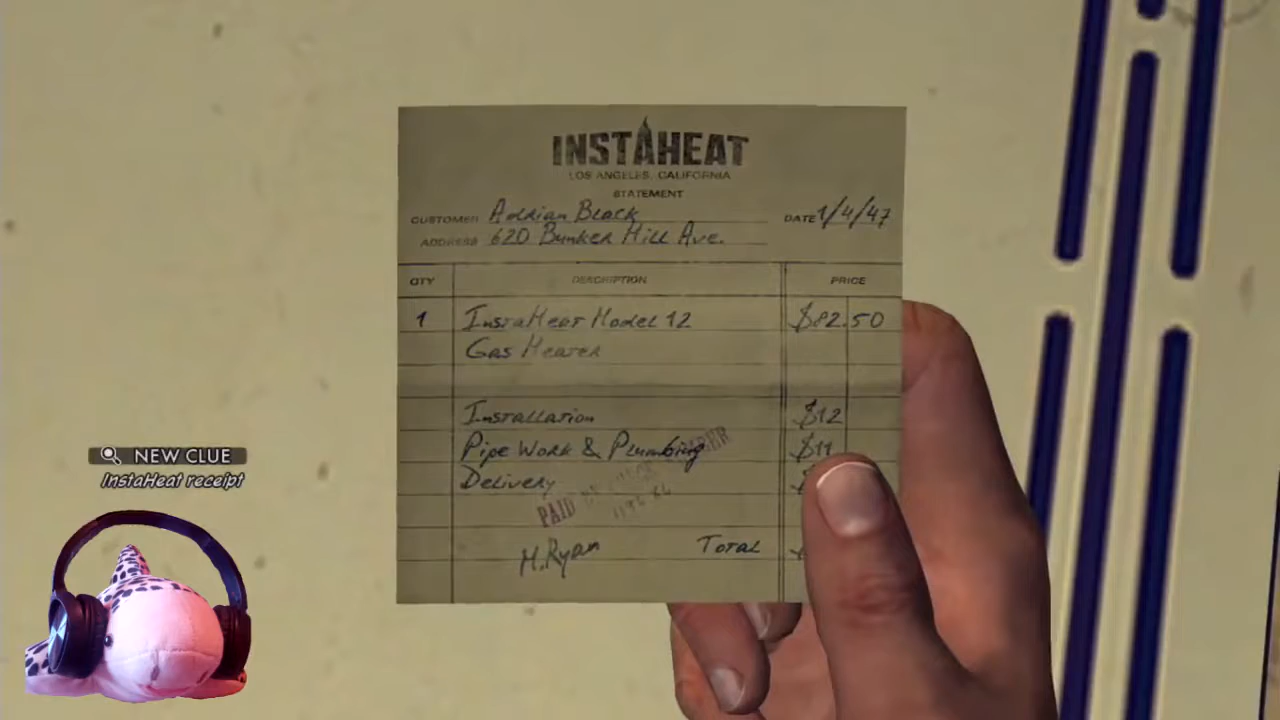 INSTAHEAT
LOS ANGELES, CALIFORNIA
STATEMENT
CUSTOMER Adrian Black
DATE 1/4/47
ADDRESS 620 Bunker Hill Ave.
QTY DESCRIPTION PRICE
1 InstaHeat Model 12 $82.50
Gas Heater
Installation $12
Pipe Work & Plumbing $11
Delivery
PAID
M.Ryan Total
NEW CLUE
InstaHeat receipt